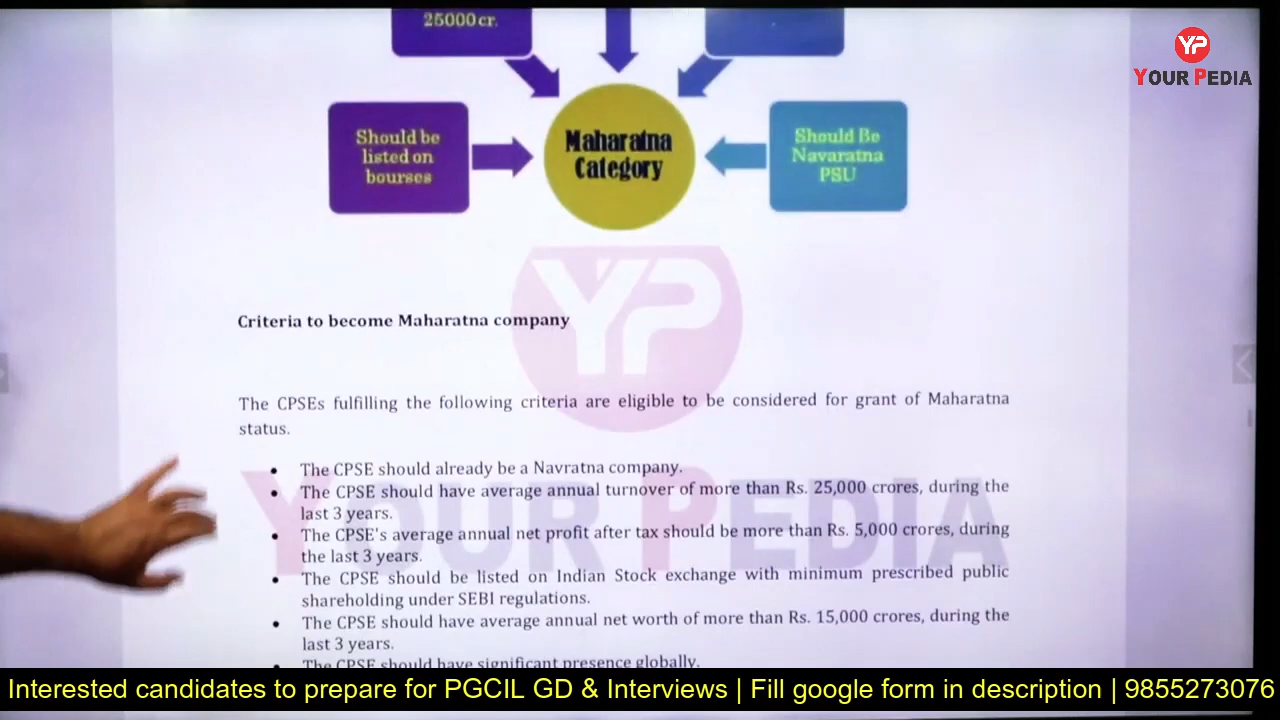 25000 cr.
YP
YOUR PEDIA
Should be
listed on
bourses
Maharatna
Category
Should Be
Navaratna
PSU
YP
Criteria to become Maharatna company
The CPSEs fulfilling the following criteria are eligible to be considered for grant of Maharatna
status.
• The CPSE should already be a Navratna company.
• The CPSE should have average annual turnover of more than Rs. 25,000 crores, during the
last 3 years.
• The CPSE's average annual net profit after tax should be more than Rs. 5,000 crores, during
the last 3 years.
• The CPSE should be listed on Indian Stock exchange with minimum prescribed public
shareholding under SEBI regulations.
• The CPSE should have average annual net worth of more than Rs. 15,000 crores, during the
last 3 years.
The CPSE should have significant presence globally.
YOUR PEDIA
Interested candidates to prepare for PGCIL GD & Interviews | Fill google form in description | 9855273076